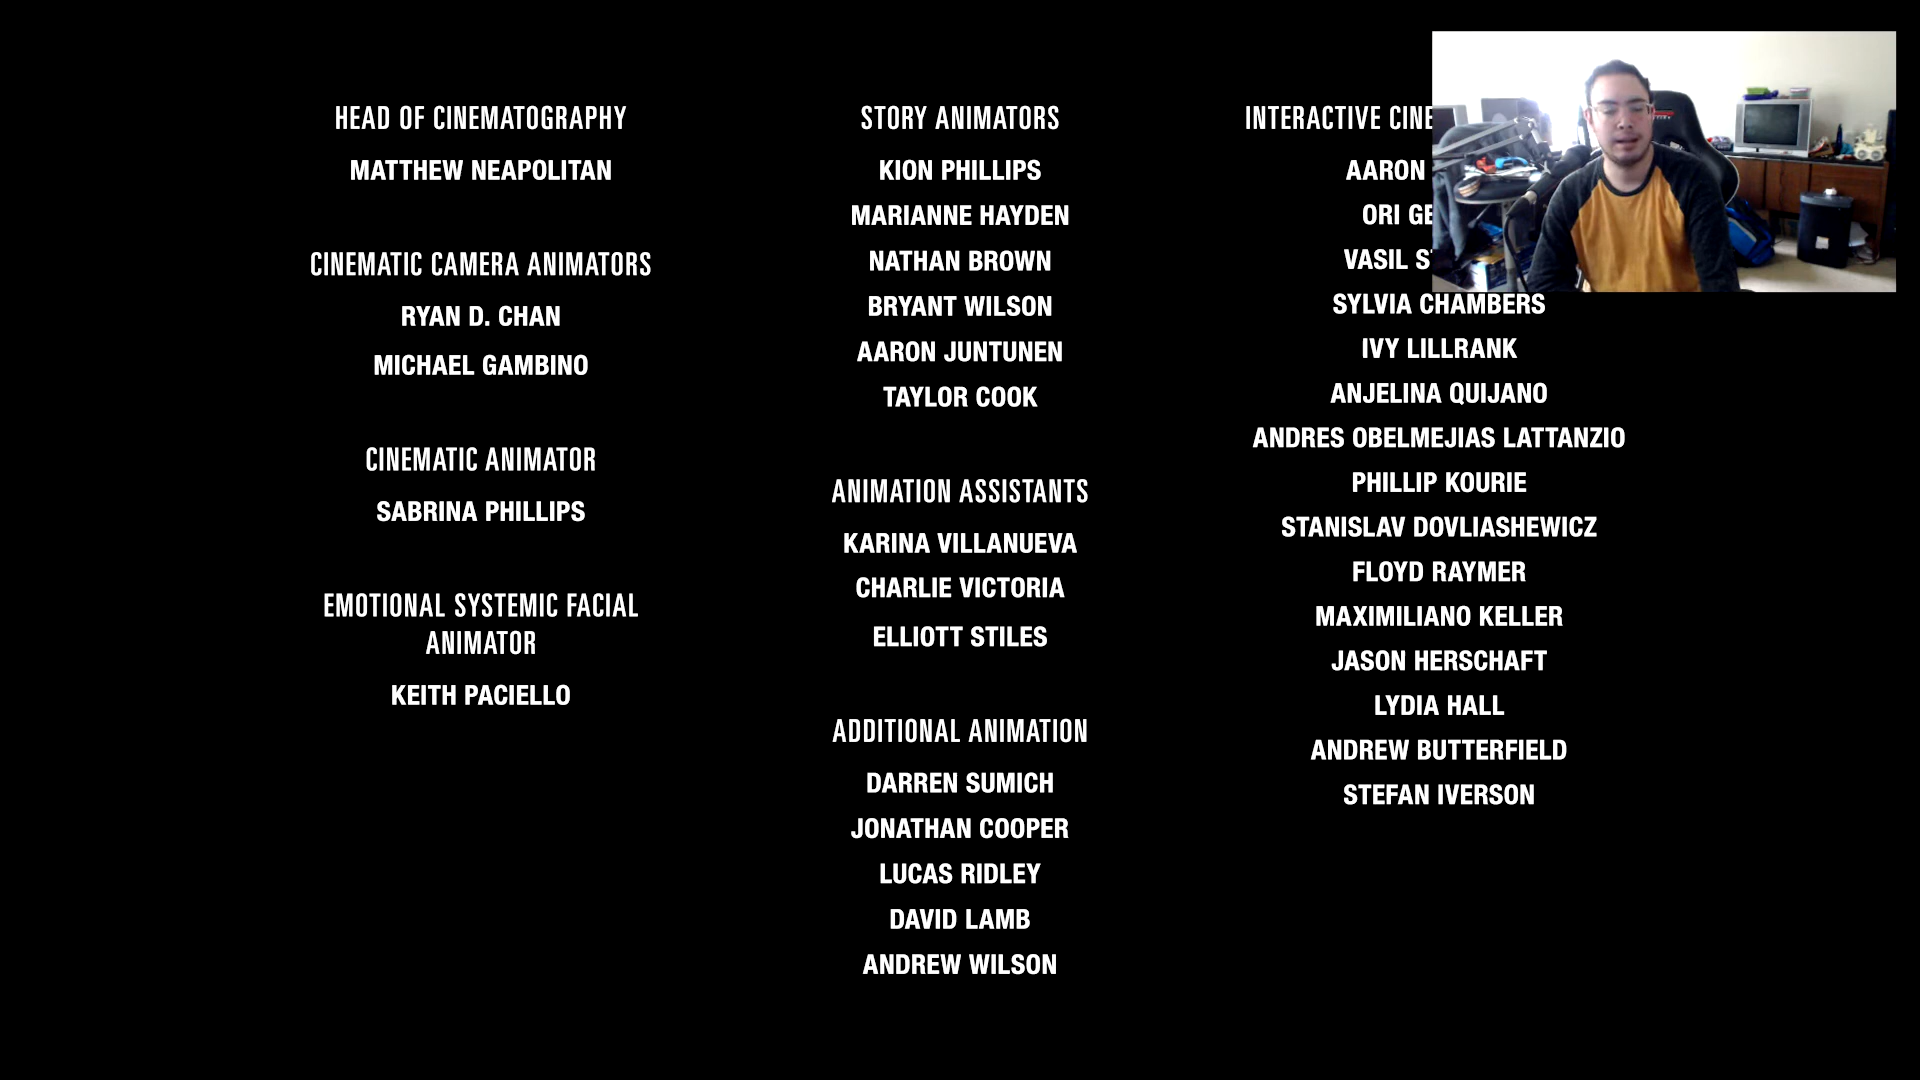 HEAD OF CINEMATOGRAPHY
MATTHEW NEAPOLITAN
CINEMATIC CAMERA ANIMATORS
RYAN D. CHAN
MICHAEL GAMBINO
CINEMATIC ANIMATOR
SABRINA PHILLIPS
EMOTIONAL SYSTEMIC FACIAL
ANIMATOR
KEITH PACIELLO
STORY ANIMATORS
KION PHILLIPS
MARIANNE HAYDEN
NATHAN BROWN
BRYANT WILSON
AARON JUNTUNEN
TAYLOR COOK
ANIMATION ASSISTANTS
KARINA VILLANUEVA
CHARLIE VICTORIA
ELLIOTT STILES
ADDITIONAL ANIMATION
DARREN SUMICH
JONATHAN COOPER
LUCAS RIDLEY
DAVID LAMB
ANDREW WILSON
INTERACTIVE
AARON
ORI
VASIL
SYLVIA CHAMBERS
IVY LILLRANK
ANJELINA QUIJANO
ANDRES OBELMEJIAS LATTANZIO
PHILLIP KOURIE
STANISLAV DOVLIASHEWICZ
FLOYD RAYMER
MAXIMILIANO KELLER
JASON HERSCHAFT
LYDIA HALL
ANDREW BUTTERFIELD
STEFAN IVERSON